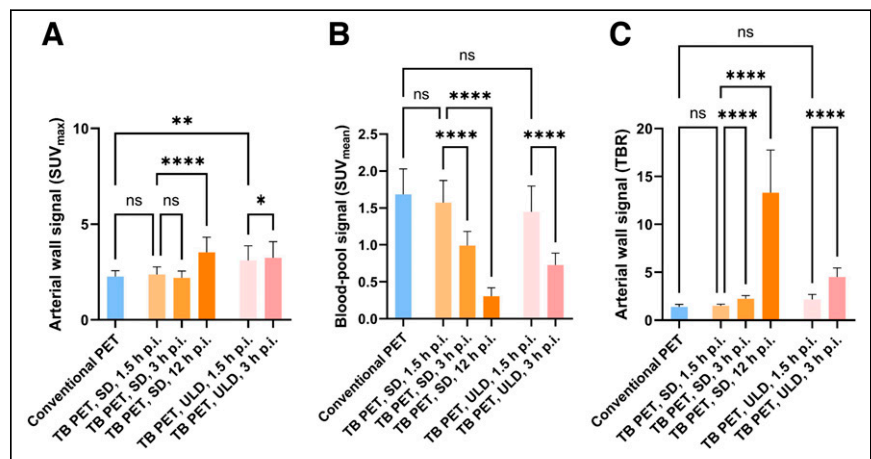 A
B
C
ns
ns
**
****
ns
****
ns
****
ns
ns
*
****
****
****
****
Arterial wall signal (SUVmax)
10
5
0
Conventional PET
TB PET, SD, 1.5 h p.i.
TB PET, SD, 3 h p.i.
TB PET, SD, 12 h p.i.
TB PET, ULD, 1.5 h p.i.
TB PET, ULD, 3 h p.i.
Blood-pool signal (SUVmean)
2.5
2.0
1.5
1.0
0.5
0.0
Conventional PET
TB PET, SD, 1.5 h p.i.
TB PET, SD, 3 h p.i.
TB PET, SD, 12 h p.i.
TB PET, ULD, 1.5 h p.i.
TB PET, ULD, 3 h p.i.
Arterial wall signal (TBR)
20
15
10
5
0
Conventional PET
TB PET, SD, 1.5 h p.i.
TB PET, SD, 3 h p.i.
TB PET, SD, 12 h p.i.
TB PET, ULD, 1.5 h p.i.
TB PET, ULD, 3 h p.i.